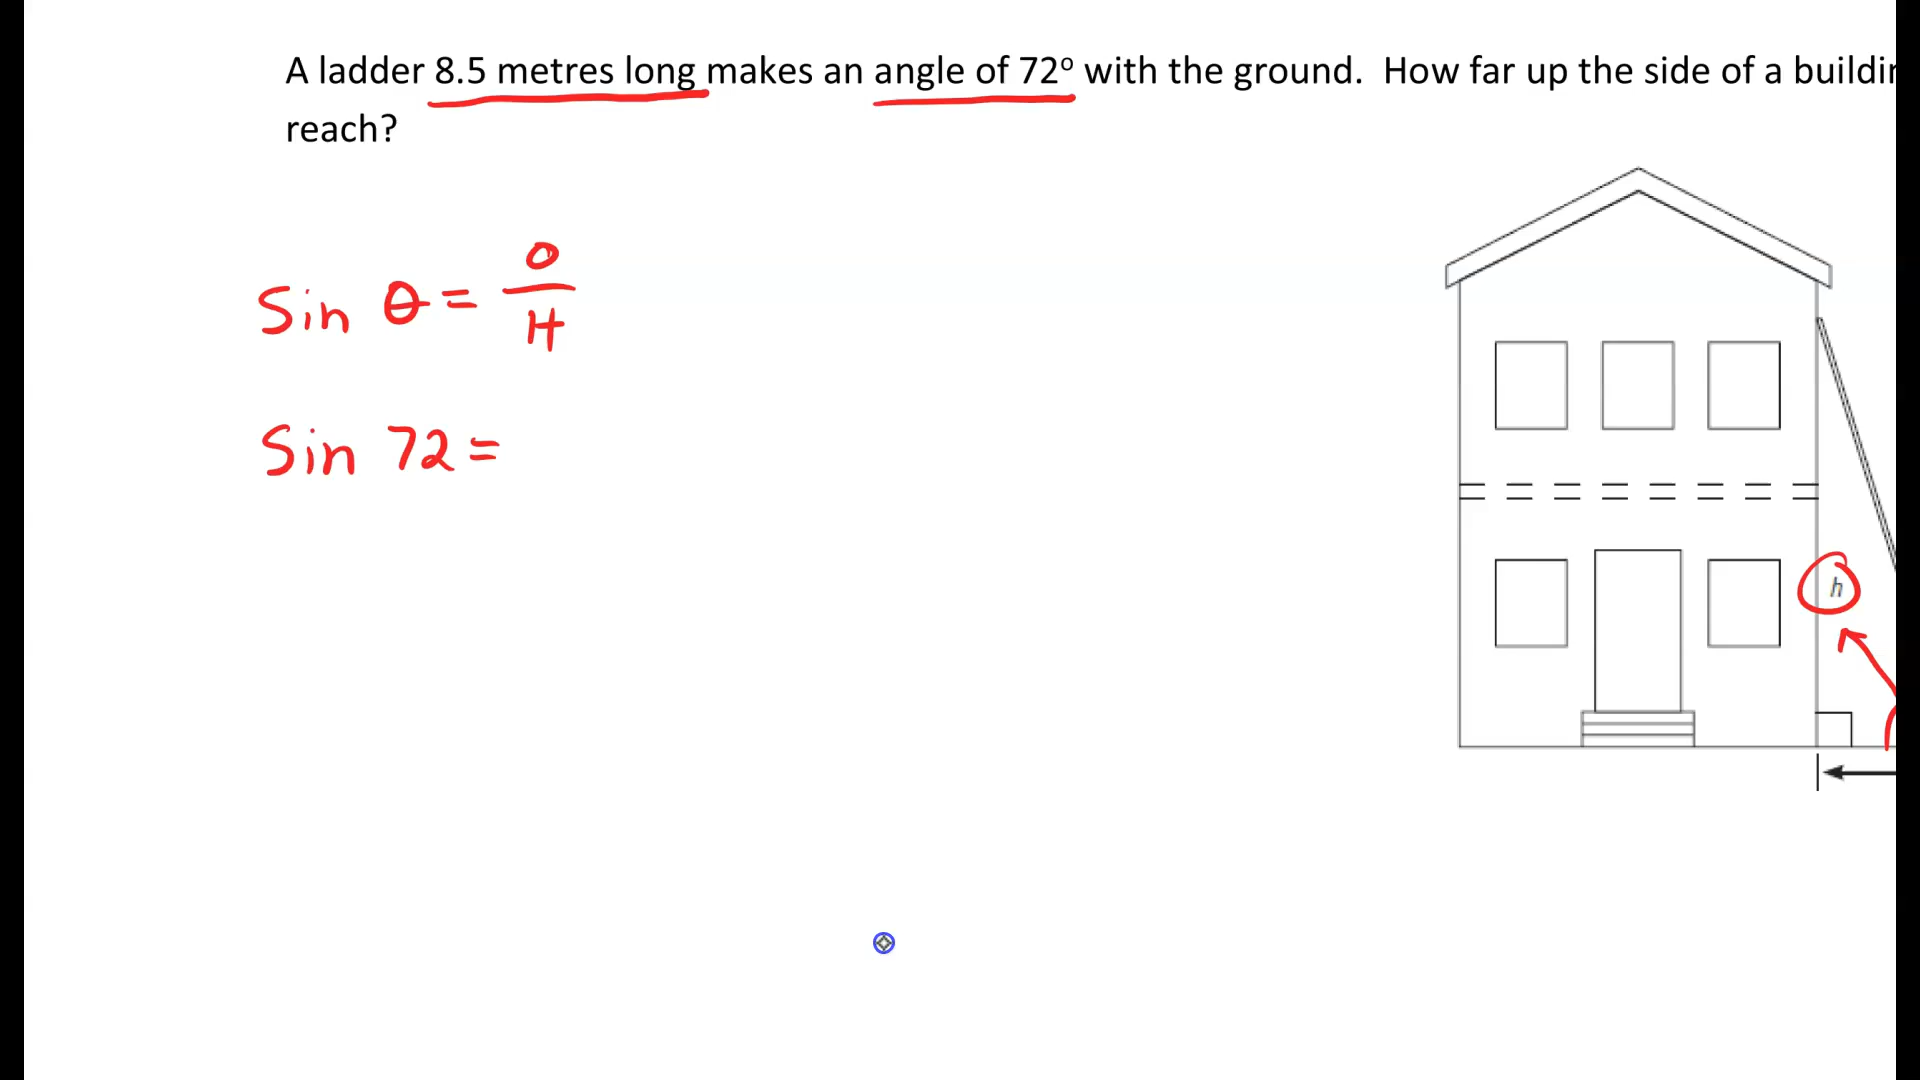 A ladder 8.5 metres long makes an angle of 72° with the ground. How far up the side of a
reach?
Sin θ = O/H
Sin 72 =
h